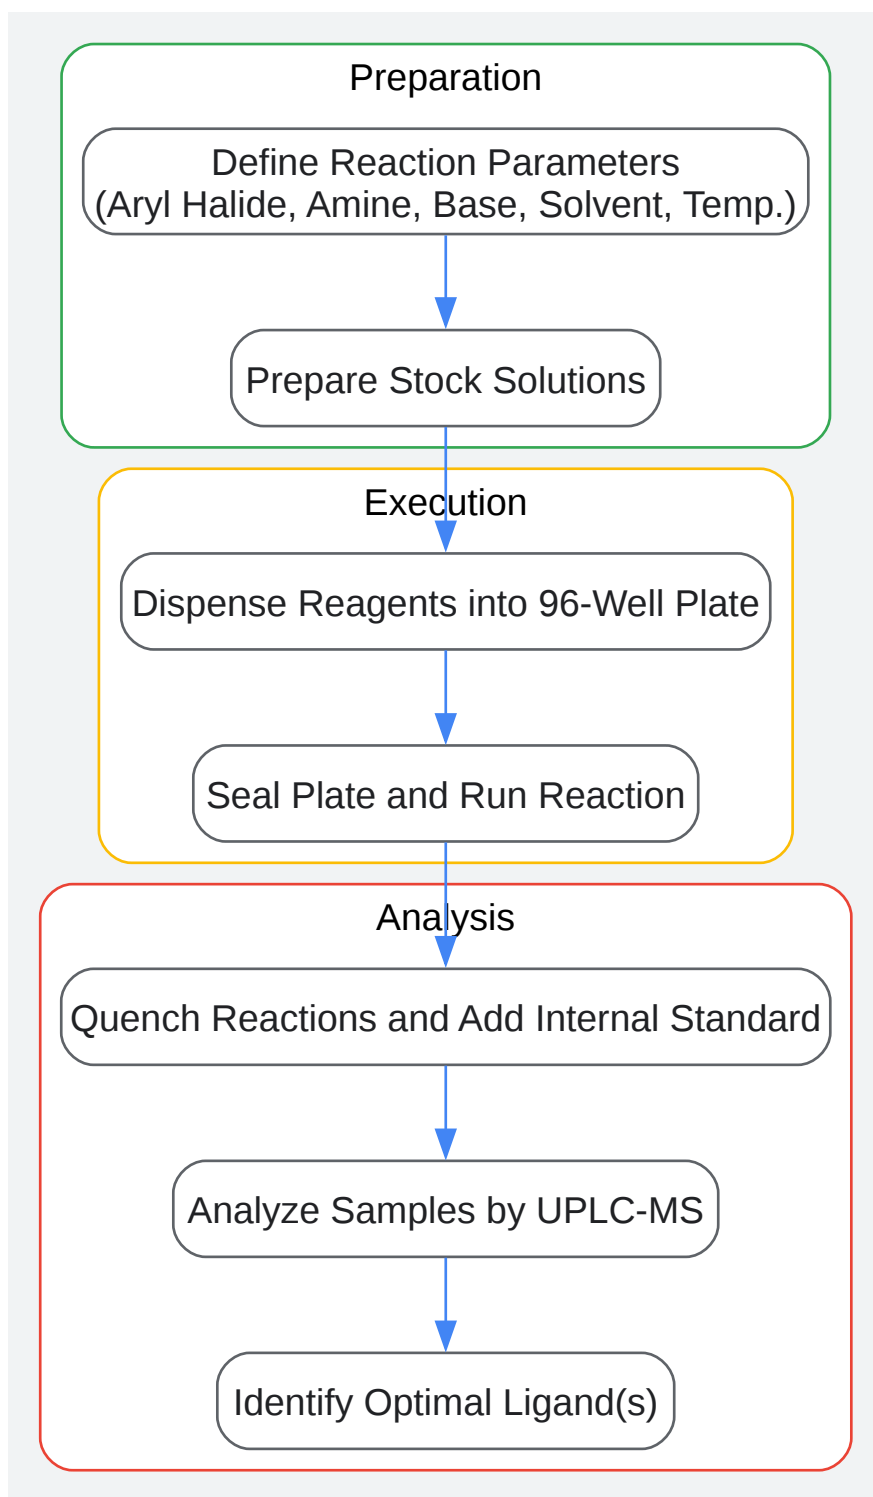 Preparation
Define Reaction Parameters
(Aryl Halide, Amine, Base, Solvent, Temp.)
Prepare Stock Solutions
Execution
Dispense Reagents into 96-Well Plate
Seal Plate and Run Reaction
Analysis
Quench Reactions and Add Internal Standard
Analyze Samples by UPLC-MS
Identify Optimal Ligand(s)